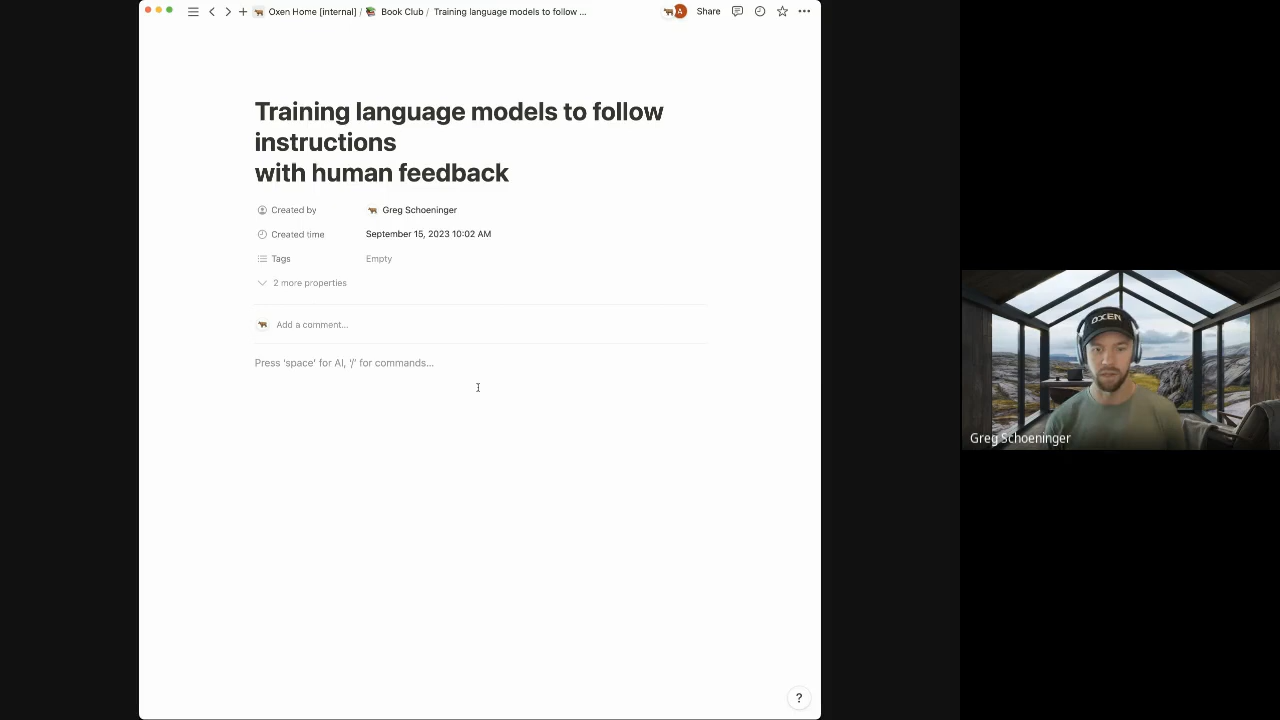 Oxen Home [internal] / Book Club / Training language models to follow ...
A
Share
Training language models to follow
instructions
with human feedback
Created by Greg Schoeninger
Created time September 15, 2023 10:02 AM
Tags Empty
2 more properties
Add a comment...
Press 'space' for AI, '/' for commands...
?
OXEN
Greg Schoeninger